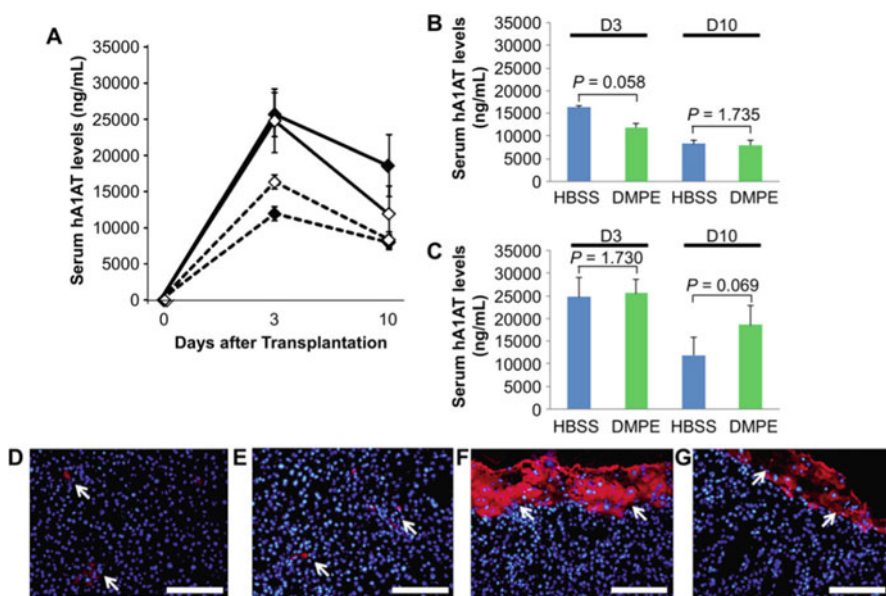 A
Serum hA1AT levels (ng/mL)
35000
30000
25000
20000
15000
10000
5000
0
0
3
10
Days after Transplantation
B
Serum hA1AT levels
(ng/mL)
35000
30000
25000
20000
15000
10000
5000
0
D3
D10
P = 0.058
P = 1.735
HBSS
DMPE
HBSS
DMPE
C
Serum hA1AT levels
(ng/mL)
35000
30000
25000
20000
15000
10000
5000
0
D3
D10
P = 1.730
P = 0.069
HBSS
DMPE
HBSS
DMPE
D
E
F
G